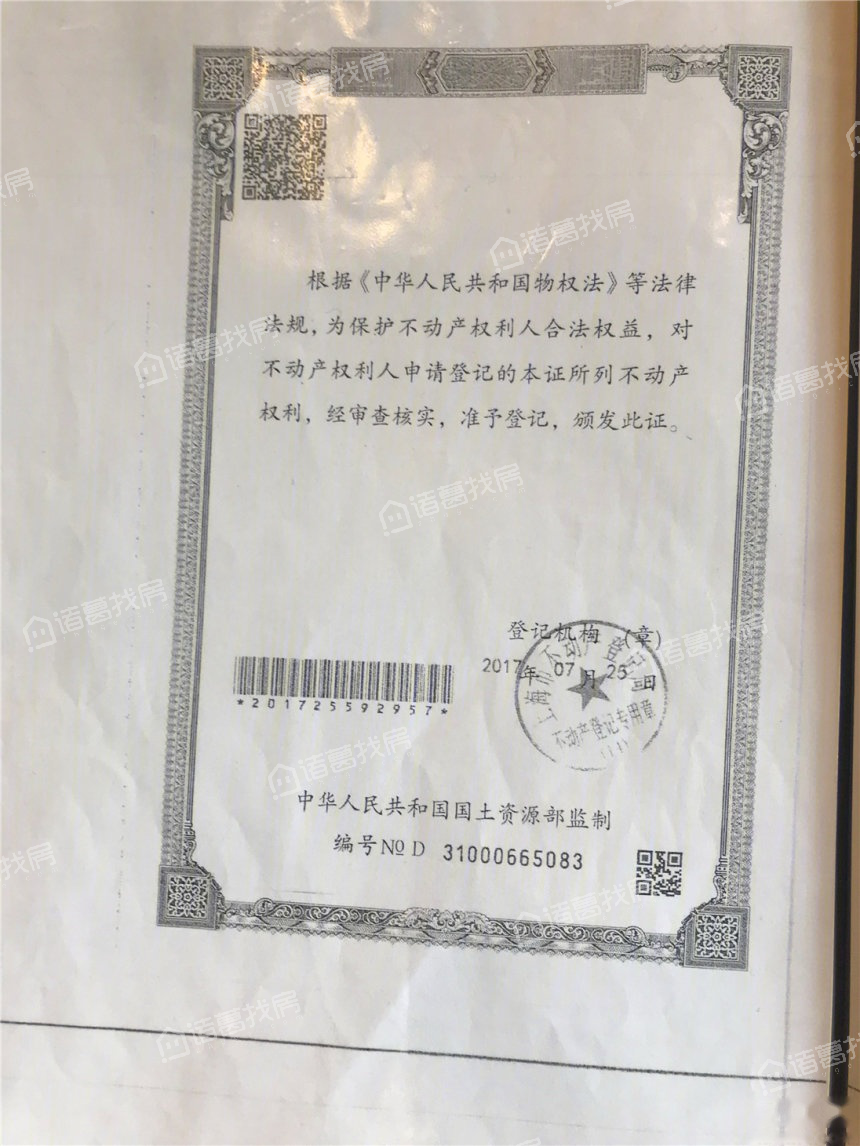 根据《中华人民共和国物权法》等法律
法规，为保护不动产权利人合法权益，对
不动产权利人申请登记的本证所列不动产
权利，经审查核实，准予登记，颁发此证。
登记机构 (章)
2017年 07月 25日
不动产登记专用章
*201725592957*
中华人民共和国国土资源部监制
编号№ D 31000665083
诸葛找房